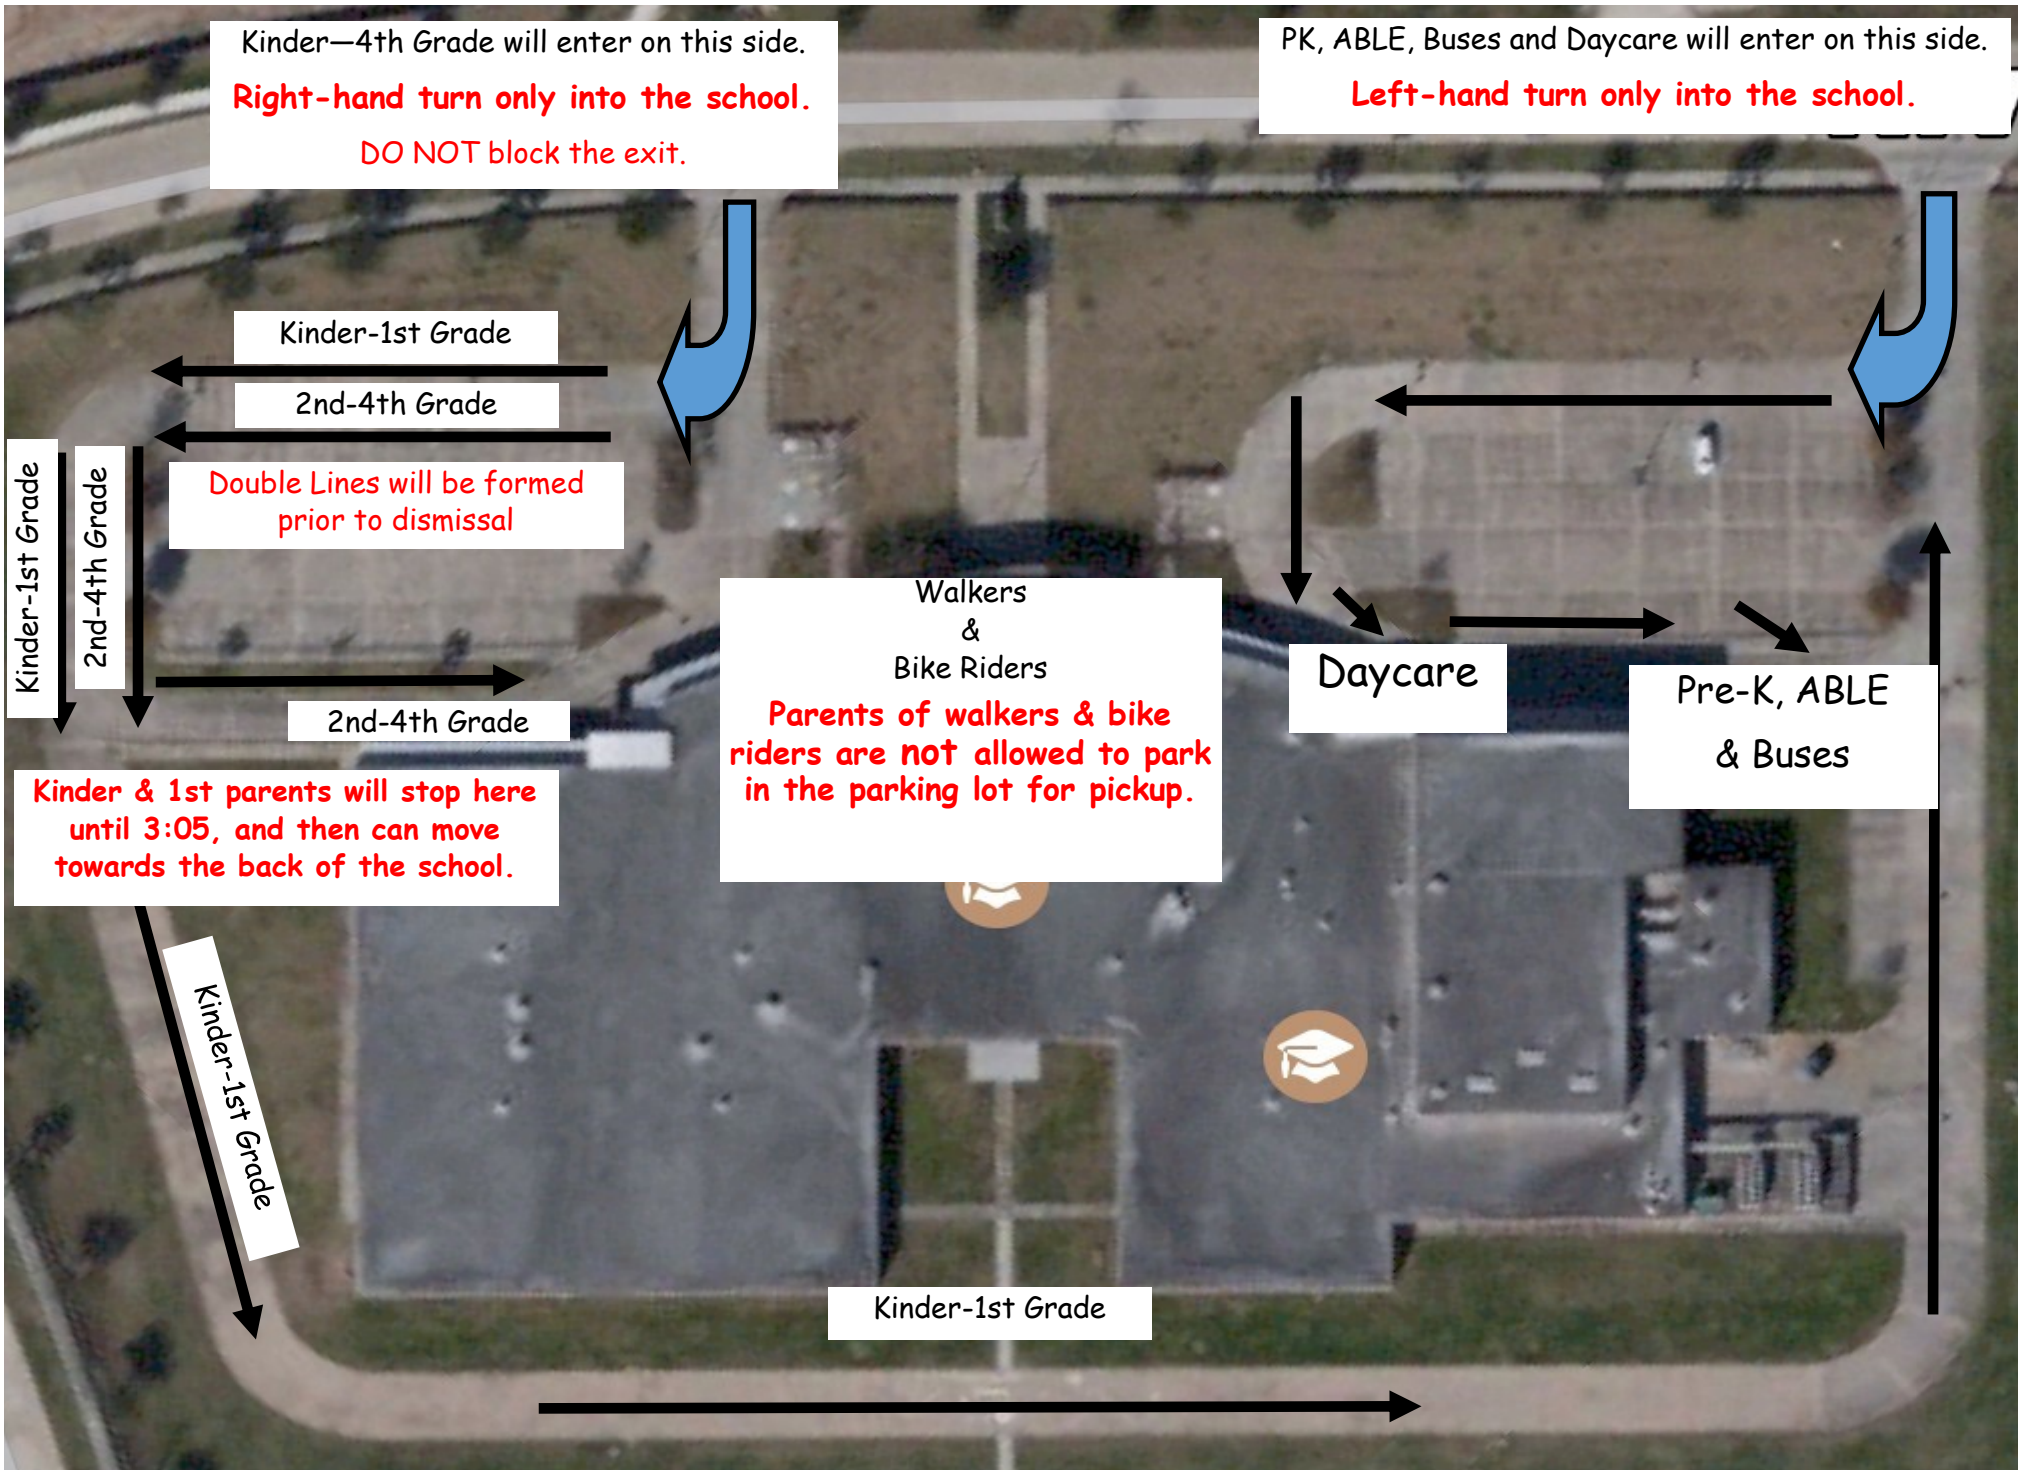 Kinder—4th Grade will enter on this side.
Right-hand turn only into the school.
DO NOT block the exit.
PK, ABLE, Buses and Daycare will enter on this side.
Left-hand turn only into the school.
Kinder-1st Grade
2nd-4th Grade
Kinder-1st Grade
2nd-4th Grade
Double Lines will be formed
prior to dismissal
2nd-4th Grade
Walkers
&
Bike Riders
Parents of walkers & bike
riders are not allowed to park
in the parking lot for pickup.
Daycare
Pre-K, ABLE
& Buses
Kinder & 1st parents will stop here
until 3:05, and then can move
towards the back of the school.
Kinder-1st Grade
Kinder-1st Grade